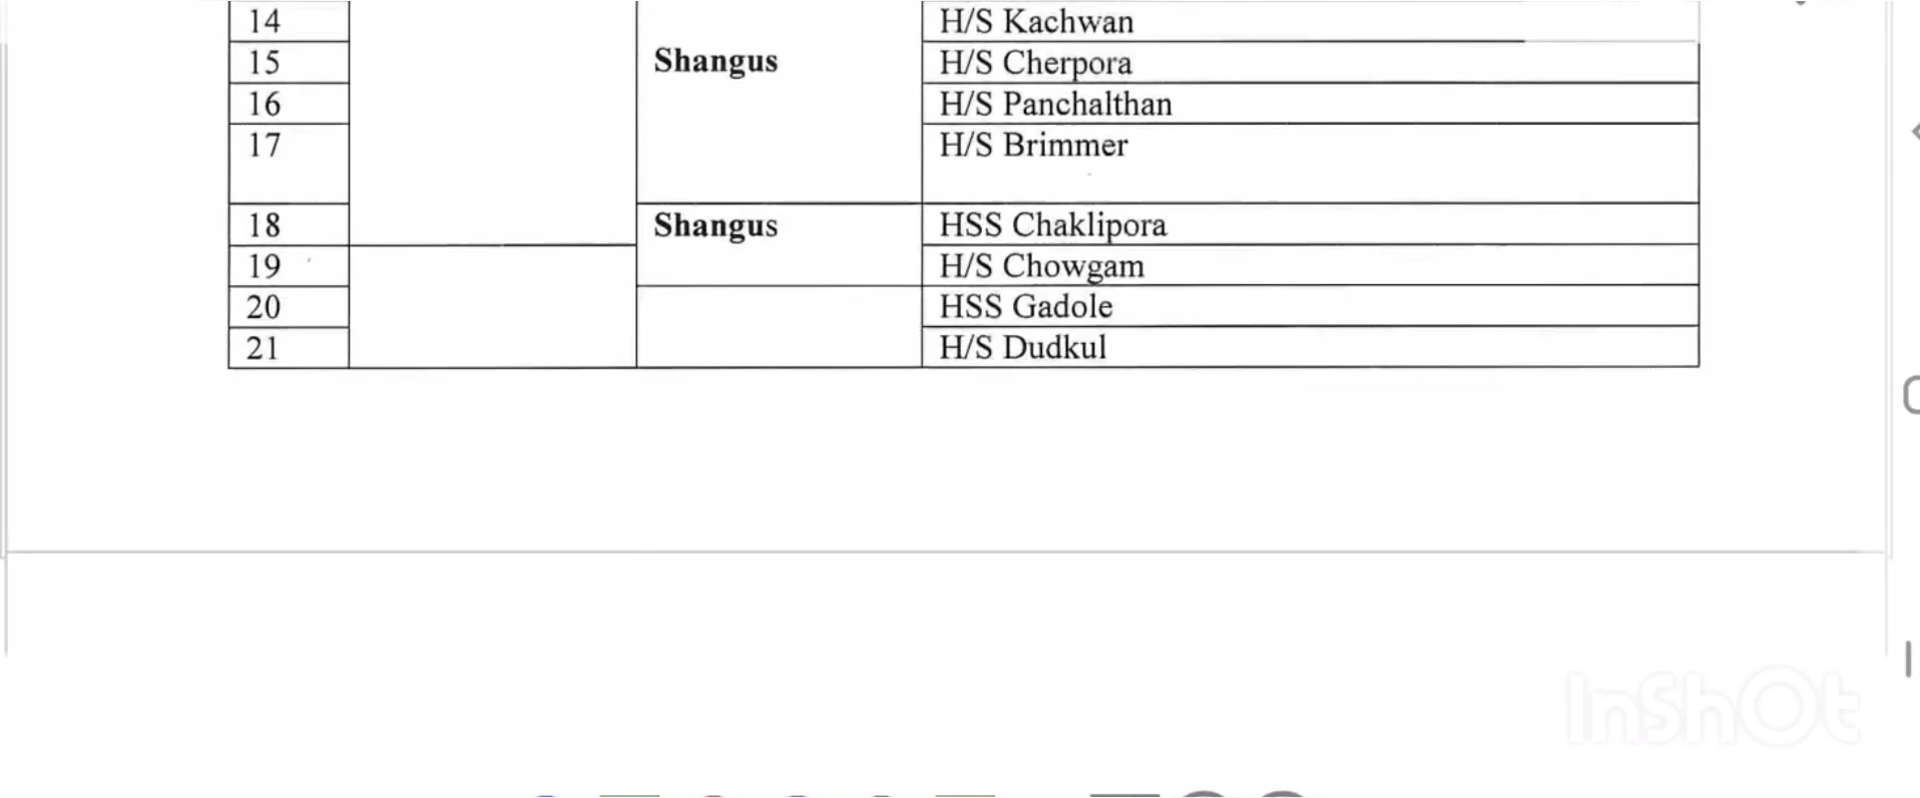 14 H/S Kachwan
15 Shangus H/S Cherpora
16 H/S Panchalthan
17 H/S Brimmer
18 Shangus HSS Chaklipora
19 H/S Chowgam
20 HSS Gadole
21 H/S Dudkul
InShOt